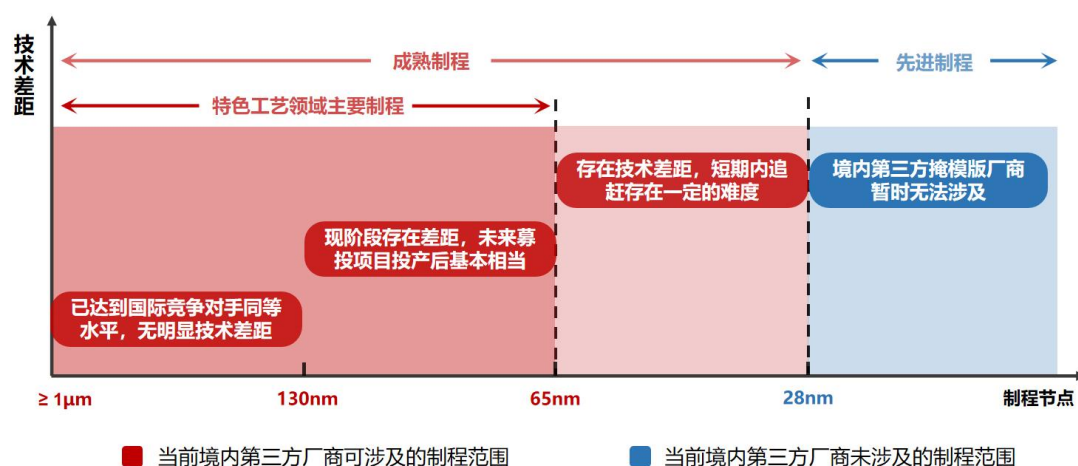 技术差距
成熟制程
先进制程
特色工艺领域主要制程
存在技术差距，短期内追
赶存在一定的难度
境内第三方掩模版厂商
暂时无法涉及
现阶段存在差距，未来募
投项目投产后基本相当
已达到国际竞争对手同等
水平，无明显技术差距
≥ 1μm
130nm
65nm
28nm
制程节点
当前境内第三方厂商可涉及的制程范围
当前境内第三方厂商未涉及的制程范围